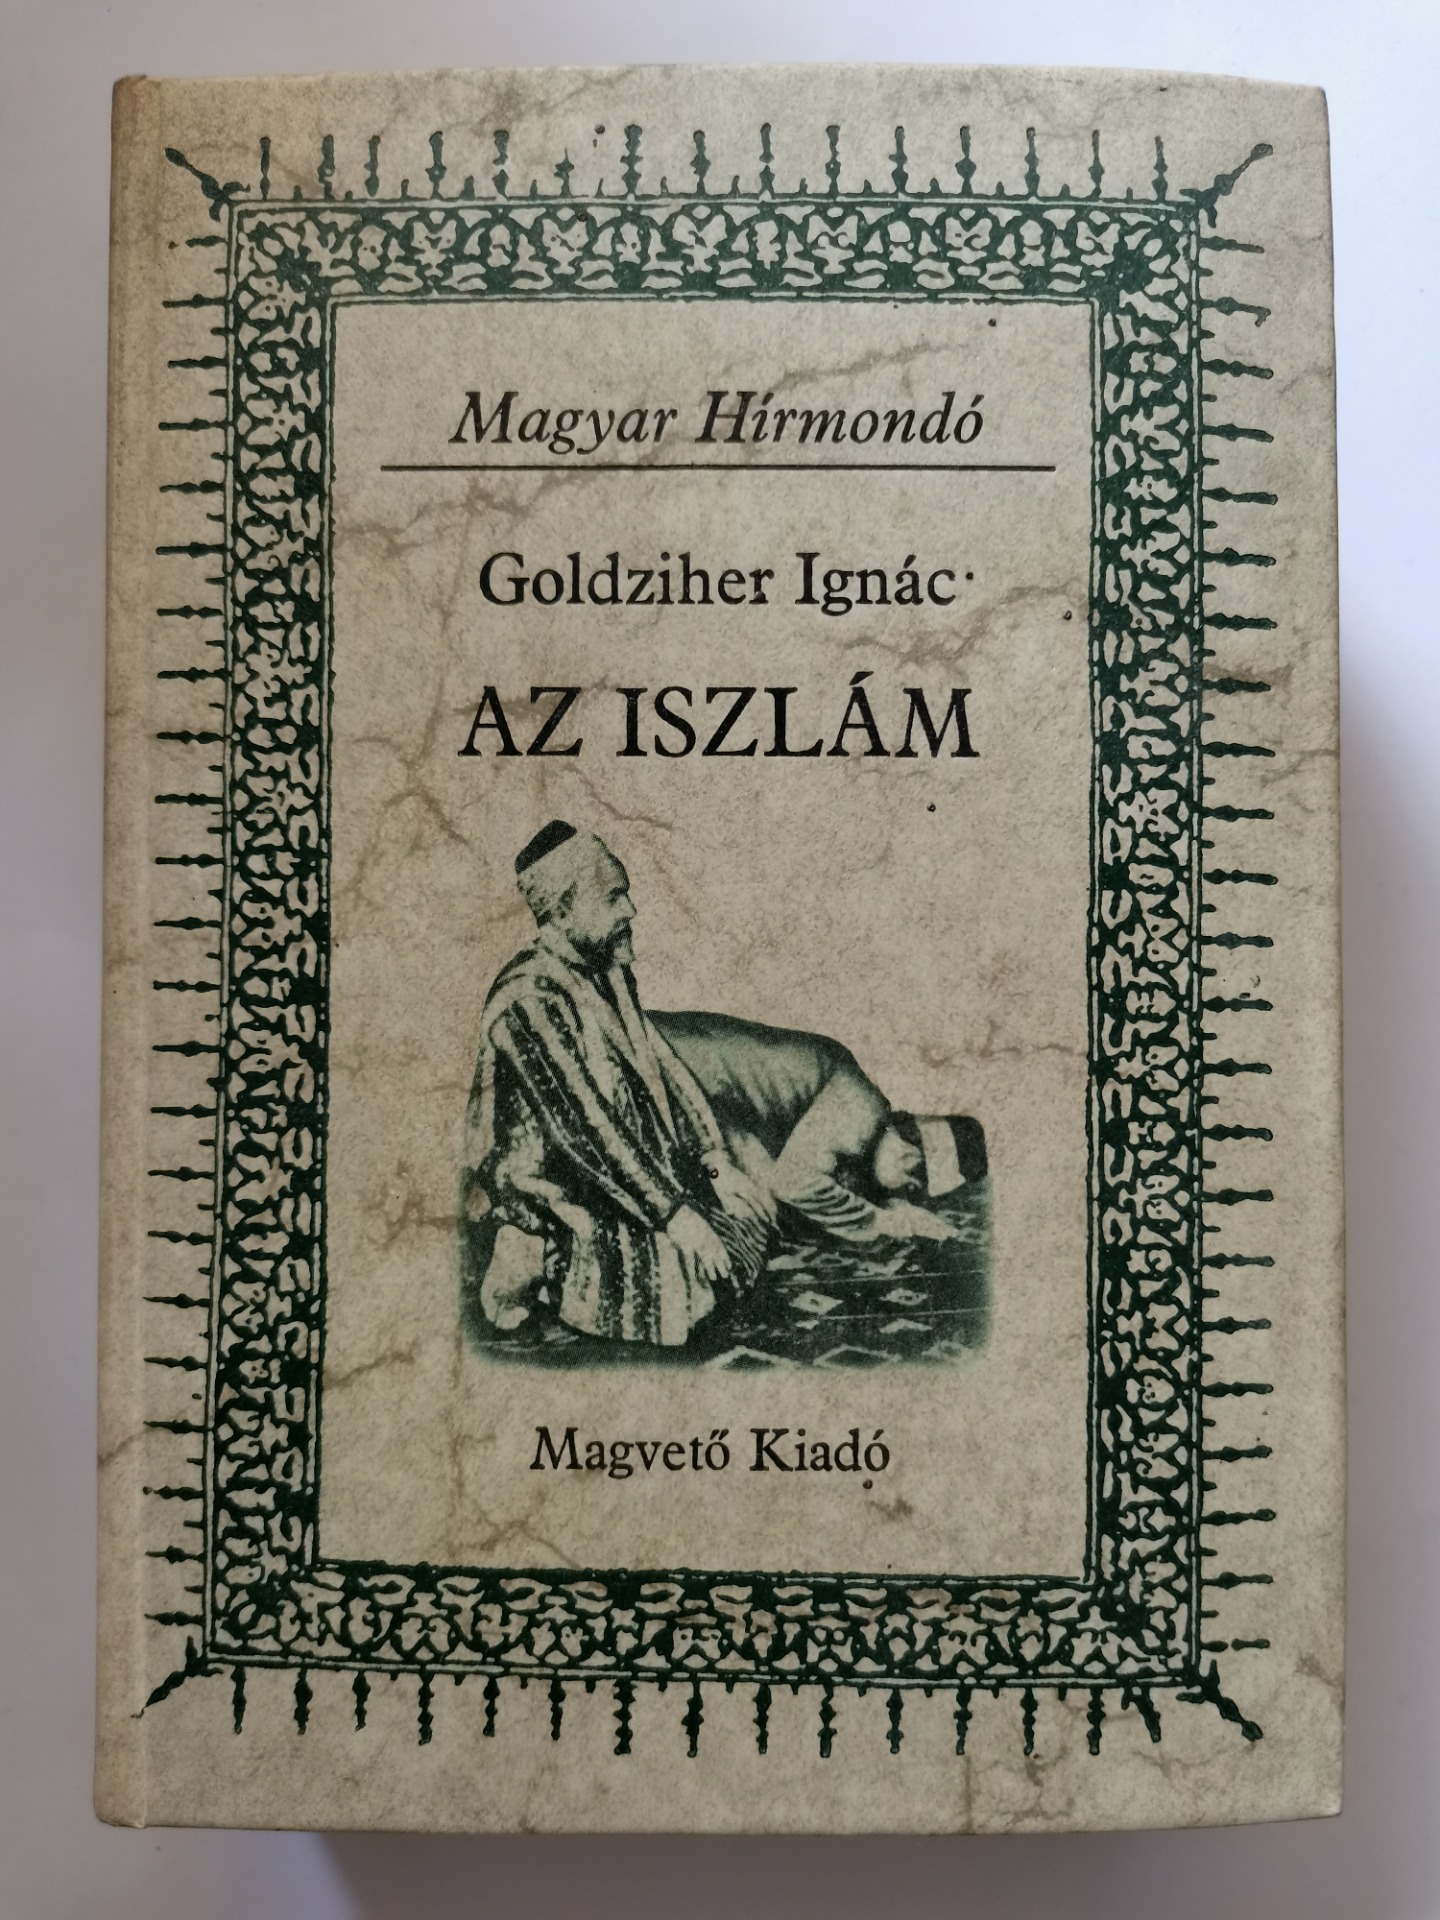 Magyar Hírmondó
Goldziher Ignác
AZ ISZLÁM
Magvető Kiadó